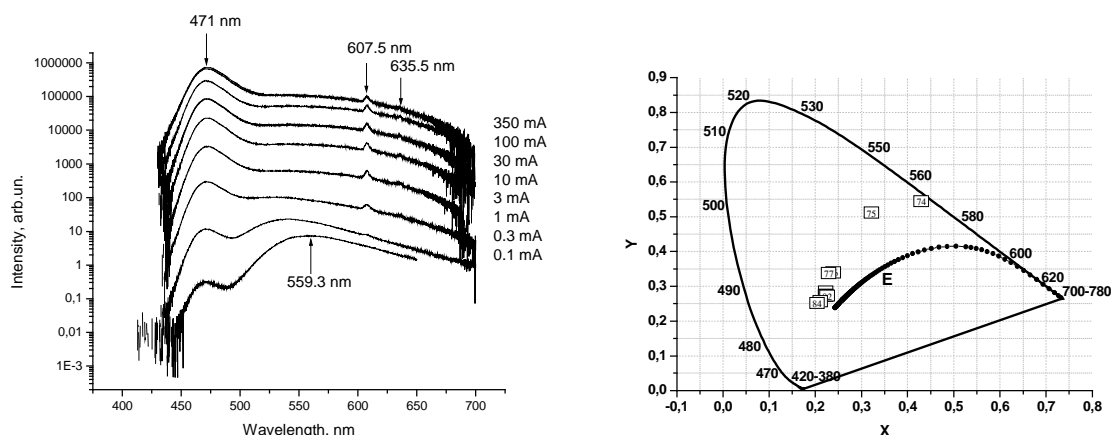 471 nm
607.5 nm
635.5 nm
1000000
100000
10000
1000
100
10
1
0,1
0,01
1E-3
350 mA
100 mA
30 mA
10 mA
3 mA
1 mA
0.3 mA
0.1 mA
559.3 nm
Intensity, arb.un.
400
450
500
550
600
650
700
Wavelength, nm
0,9
0,8
0,7
0,6
0,5
0,4
0,3
0,2
0,1
0,0
Y
520
530
510
550
560
500
580
600
490
620
700-780
480
470
420-380
74
75
84
E
-0,1
0,0
0,1
0,2
0,3
0,4
0,5
0,6
0,7
0,8
X